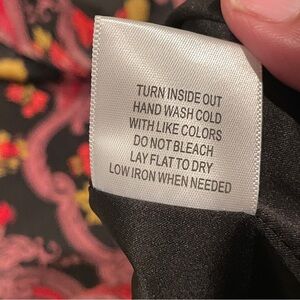 TURN INSIDE OUT
HAND WASH COLD
WITH LIKE COLORS
DO NOT BLEACH
LAY FLAT TO DRY
LOW IRON WHEN NEEDED